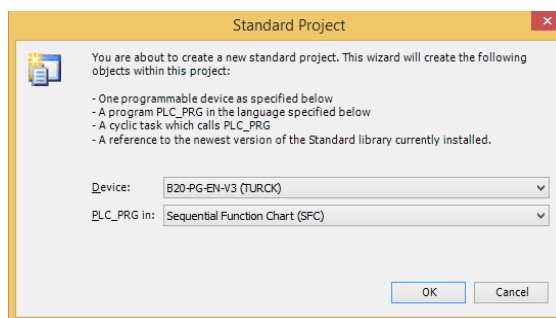 Standard Project
You are about to create a new standard project. This wizard will create the following
objects within this project:
- One programmable device as specified below
- A program PLC_PRG in the language specified below
- A cyclic task which calls PLC_PRG
- A reference to the newest version of the Standard library currently installed.
Device: B20-PG-EN-V3 (TURCK)
PLC_PRG in: Sequential Function Chart (SFC)
OK Cancel